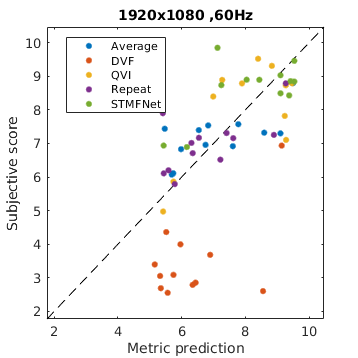 1920x1080 ,60Hz
10
9
8
7
6
5
4
3
2
Subjective score
Average
DVF
QVI
Repeat
STMFNet
2 4 6 8 10
Metric prediction